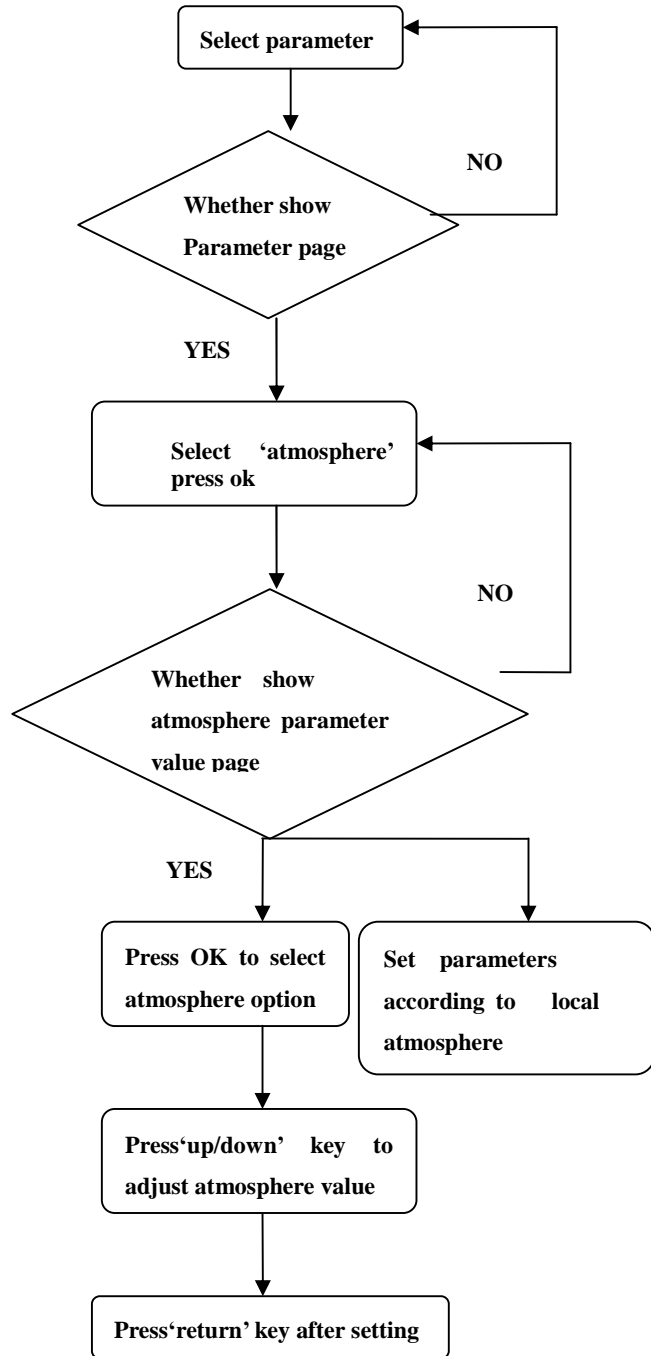 Select parameter
NO
Whether show
Parameter page
YES
Select ‘atmosphere’
press ok
NO
Whether show
atmosphere parameter
value page
YES
Press OK to select
atmosphere option
Set parameters
according to local
atmosphere
Press‘up/down’ key to
adjust atmosphere value
Press‘return’ key after setting